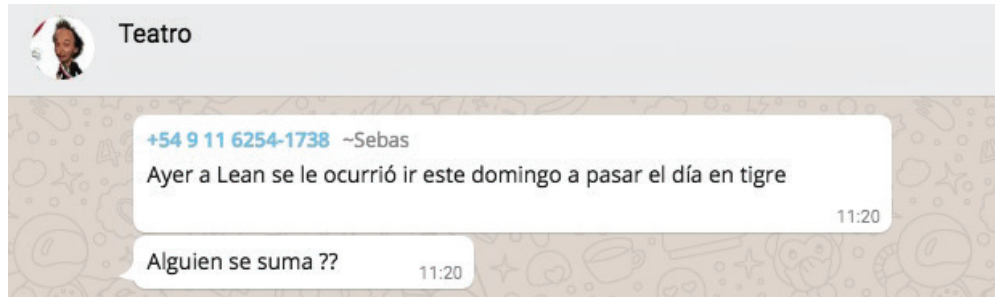 Teatro
+54 9 11 6254-1738 ~Sebas
Ayer a Lean se le ocurrió ir este domingo a pasar el día en tigre
11:20
Alguien se suma ??
11:20